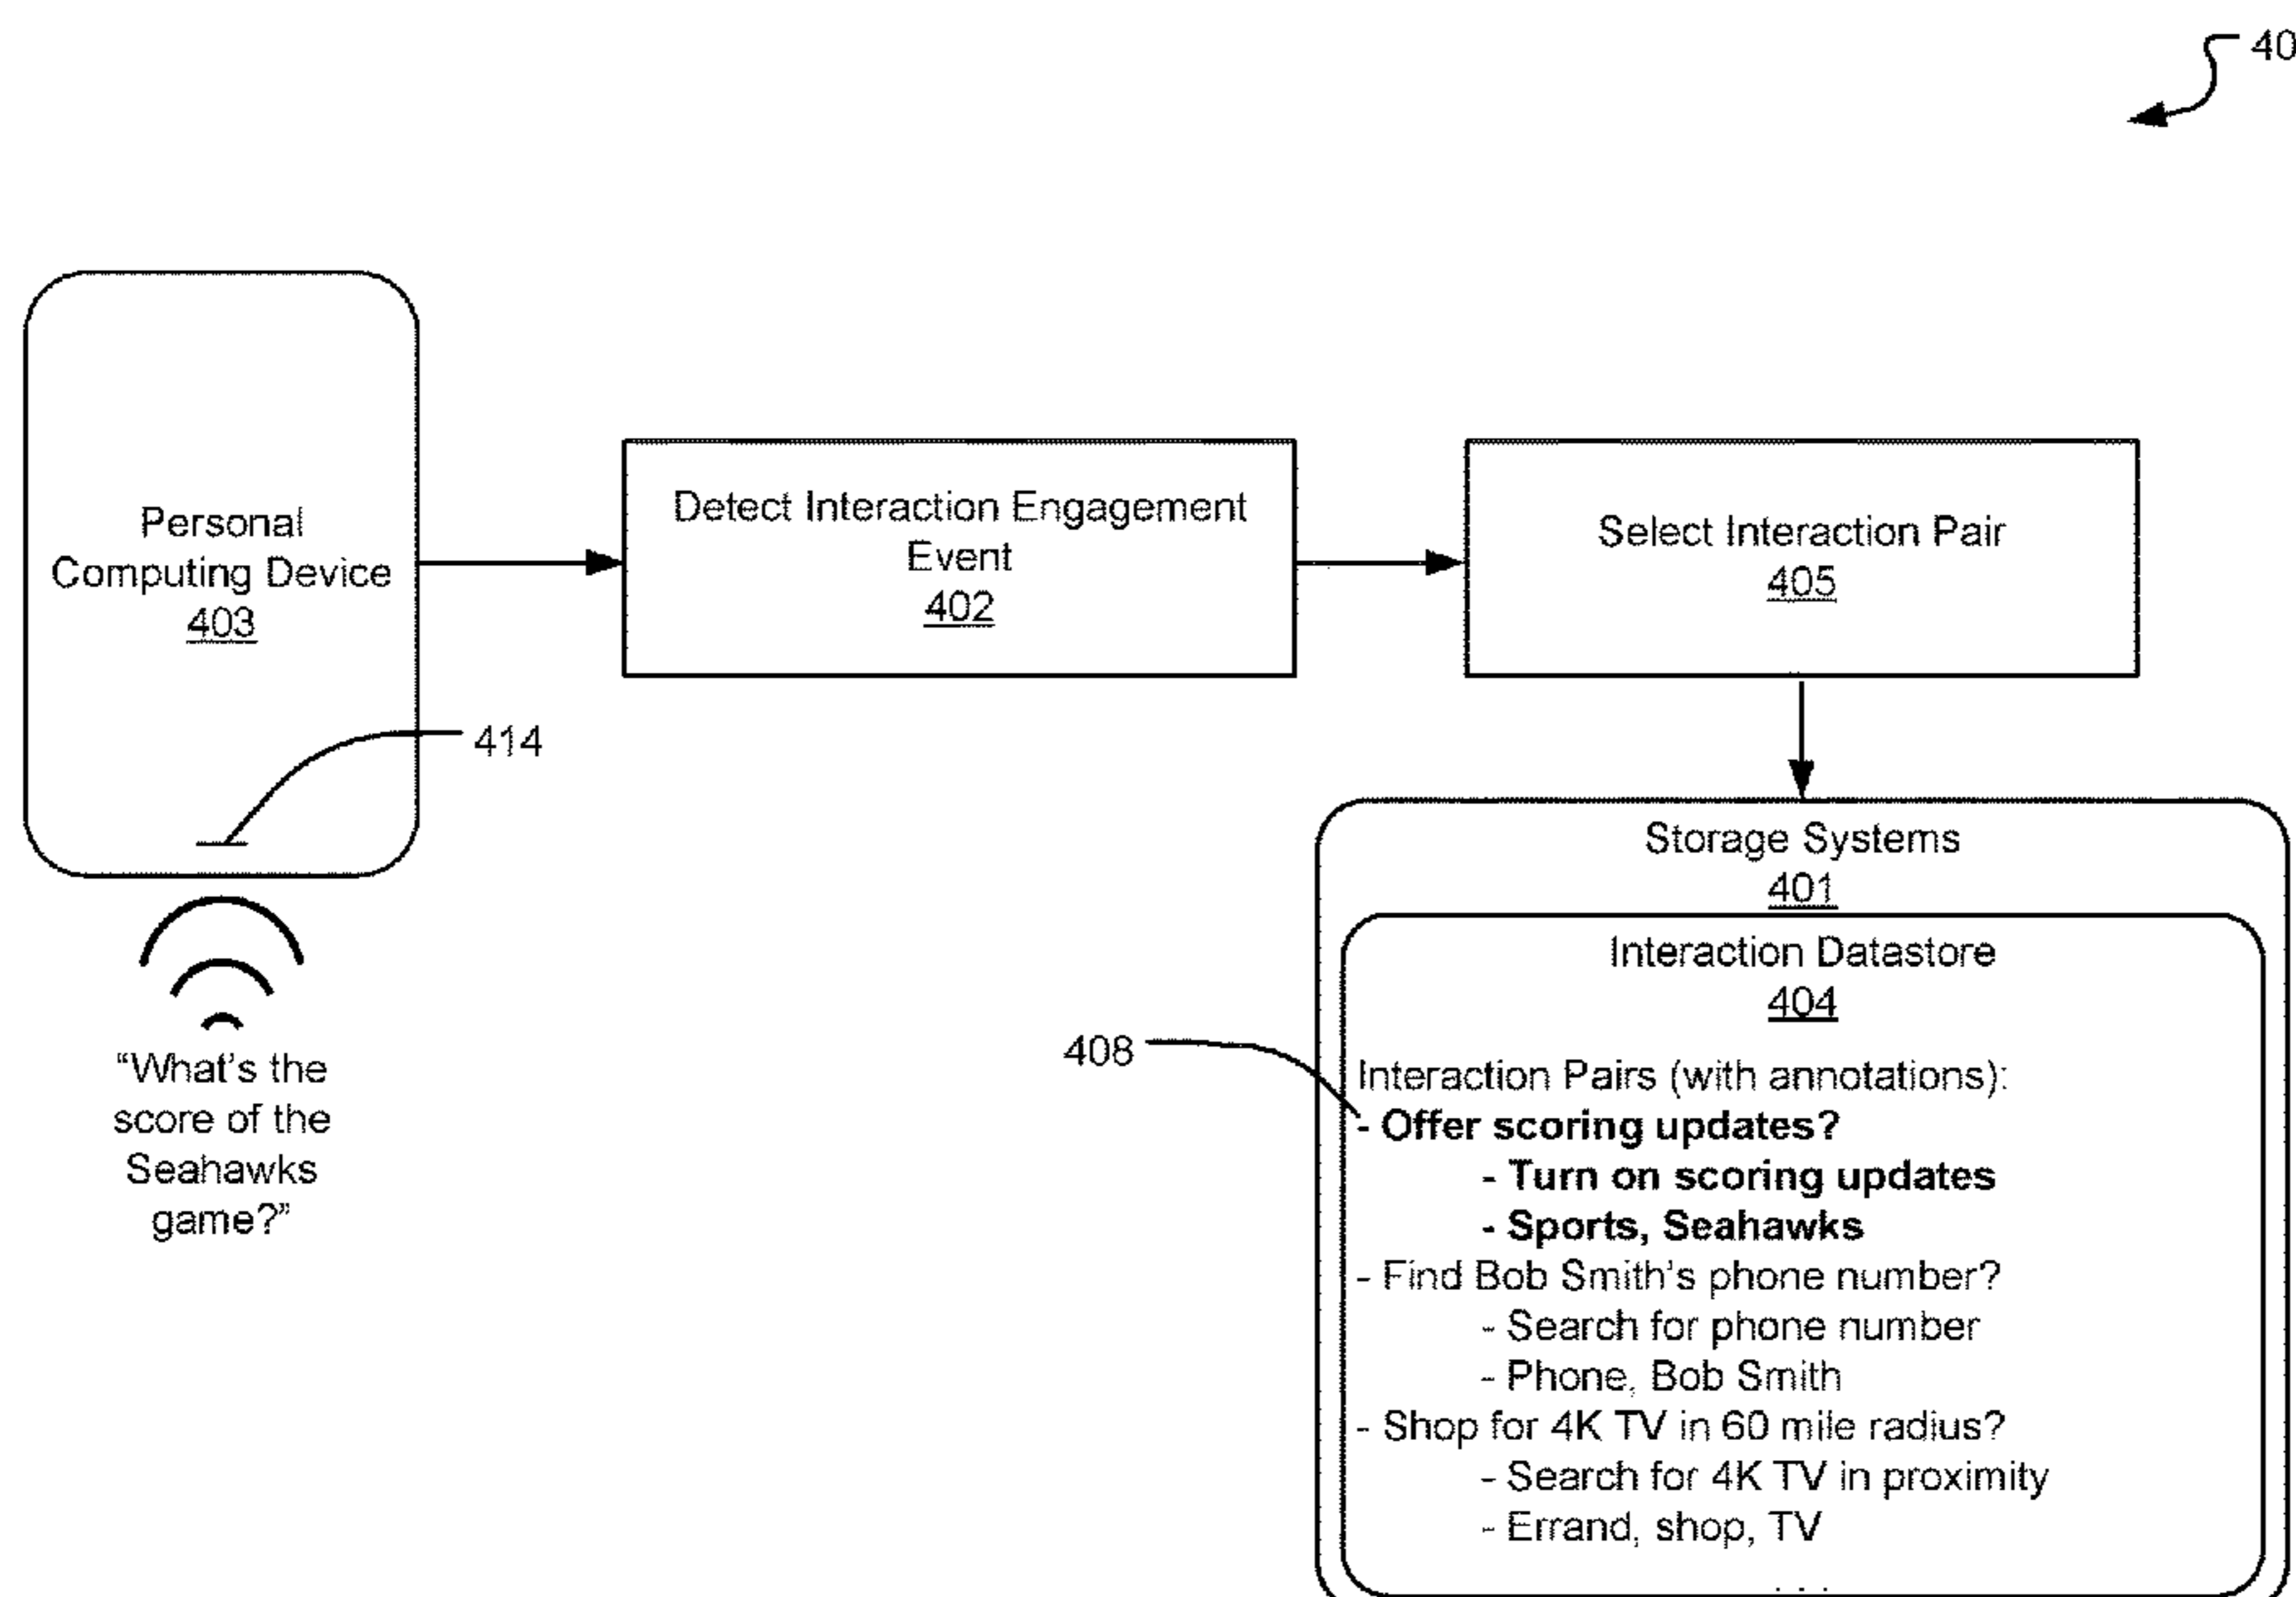 40
Personal
Computing Device
403
Detect Interaction Engagement
Event
402
Select Interaction Pair
405
414
Storage Systems
401
Interaction Datastore
404
408
Interaction Pairs (with annotations):
- Offer scoring updates?
- Turn on scoring updates
- Sports, Seahawks
- Find Bob Smith's phone number?
- Search for phone number
- Phone, Bob Smith
- Shop for 4K TV in 60 mile radius?
- Search for 4K TV in proximity
- Errand, shop, TV
. . .
“What's the
score of the
Seahawks
game?”